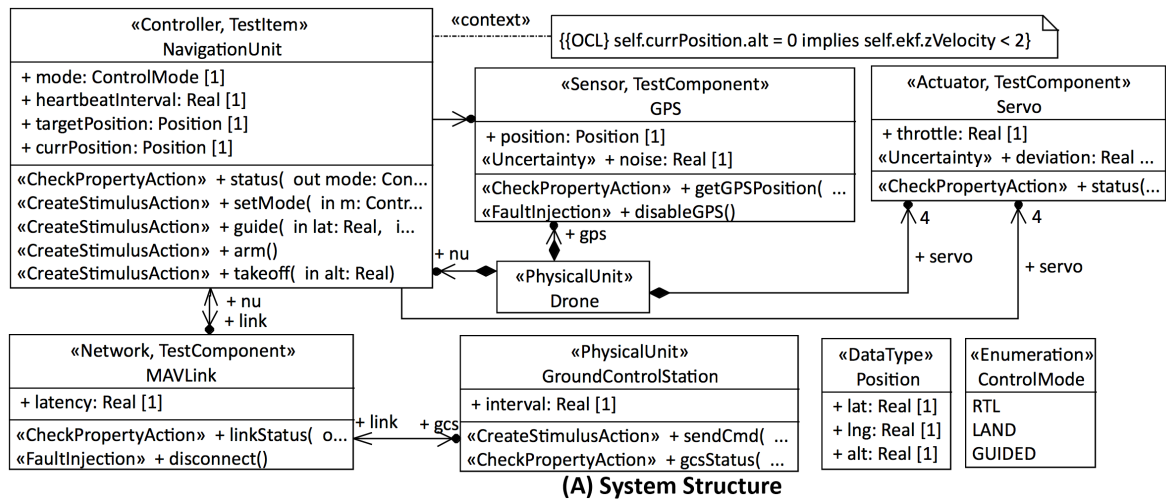 «Controller, TestItem»
NavigationUnit
+ mode: ControlMode [1]
+ heartbeatInterval: Real [1]
+ targetPosition: Position [1]
+ currPosition: Position [1]
«CheckPropertyAction» + status( out mode: Con...
«CreateStimulusAction» + setMode( in m: Contr...
«CreateStimulusAction» + guide( in lat: Real, i...
«CreateStimulusAction» + arm()
«CreateStimulusAction» + takeoff( in alt: Real)
«context»
{{OCL} self.currPosition.alt = 0 implies self.ekf.zVelocity < 2}
«Sensor, TestComponent»
GPS
+ position: Position [1]
«Uncertainty» + noise: Real [1]
«CheckPropertyAction» + getGPSPosition( ...
«FaultInjection» + disableGPS()
«Actuator, TestComponent»
Servo
+ throttle: Real [1]
«Uncertainty» + deviation: Real ...
«CheckPropertyAction» + status(...
+ gps
+ nu
«PhysicalUnit»
Drone
4
+ servo
4
+ servo
+ nu
+ link
«Network, TestComponent»
MAVLink
+ latency: Real [1]
«CheckPropertyAction» + linkStatus( o...
«FaultInjection» + disconnect()
+ link
+ gcs
«PhysicalUnit»
GroundControlStation
+ interval: Real [1]
«CreateStimulusAction» + sendCmd( ...
«CheckPropertyAction» + gcsStatus( ...
«DataType»
Position
+ lat: Real [1]
+ lng: Real [1]
+ alt: Real [1]
«Enumeration»
ControlMode
RTL
LAND
GUIDED
(A) System Structure